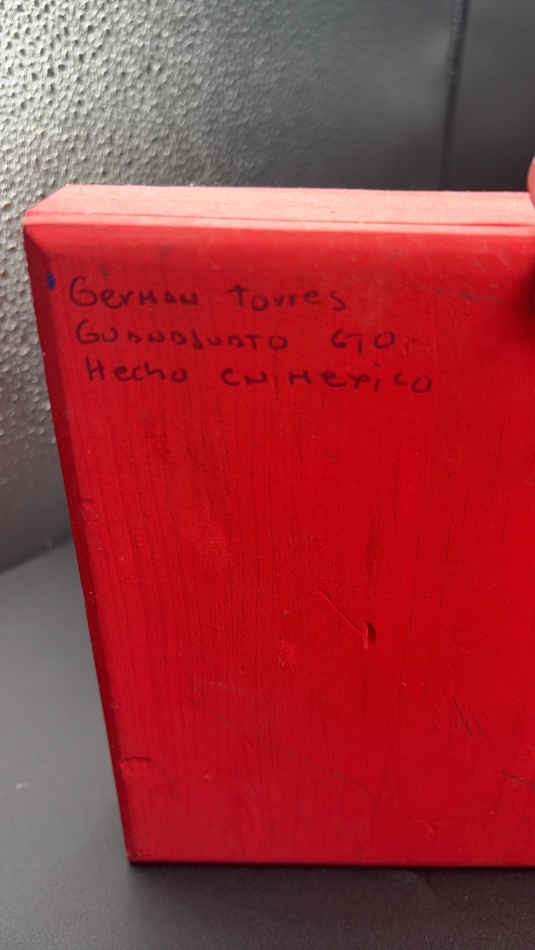 GerMAN Torres
GUANAJUATO GTO.
Hecho EN MeXico